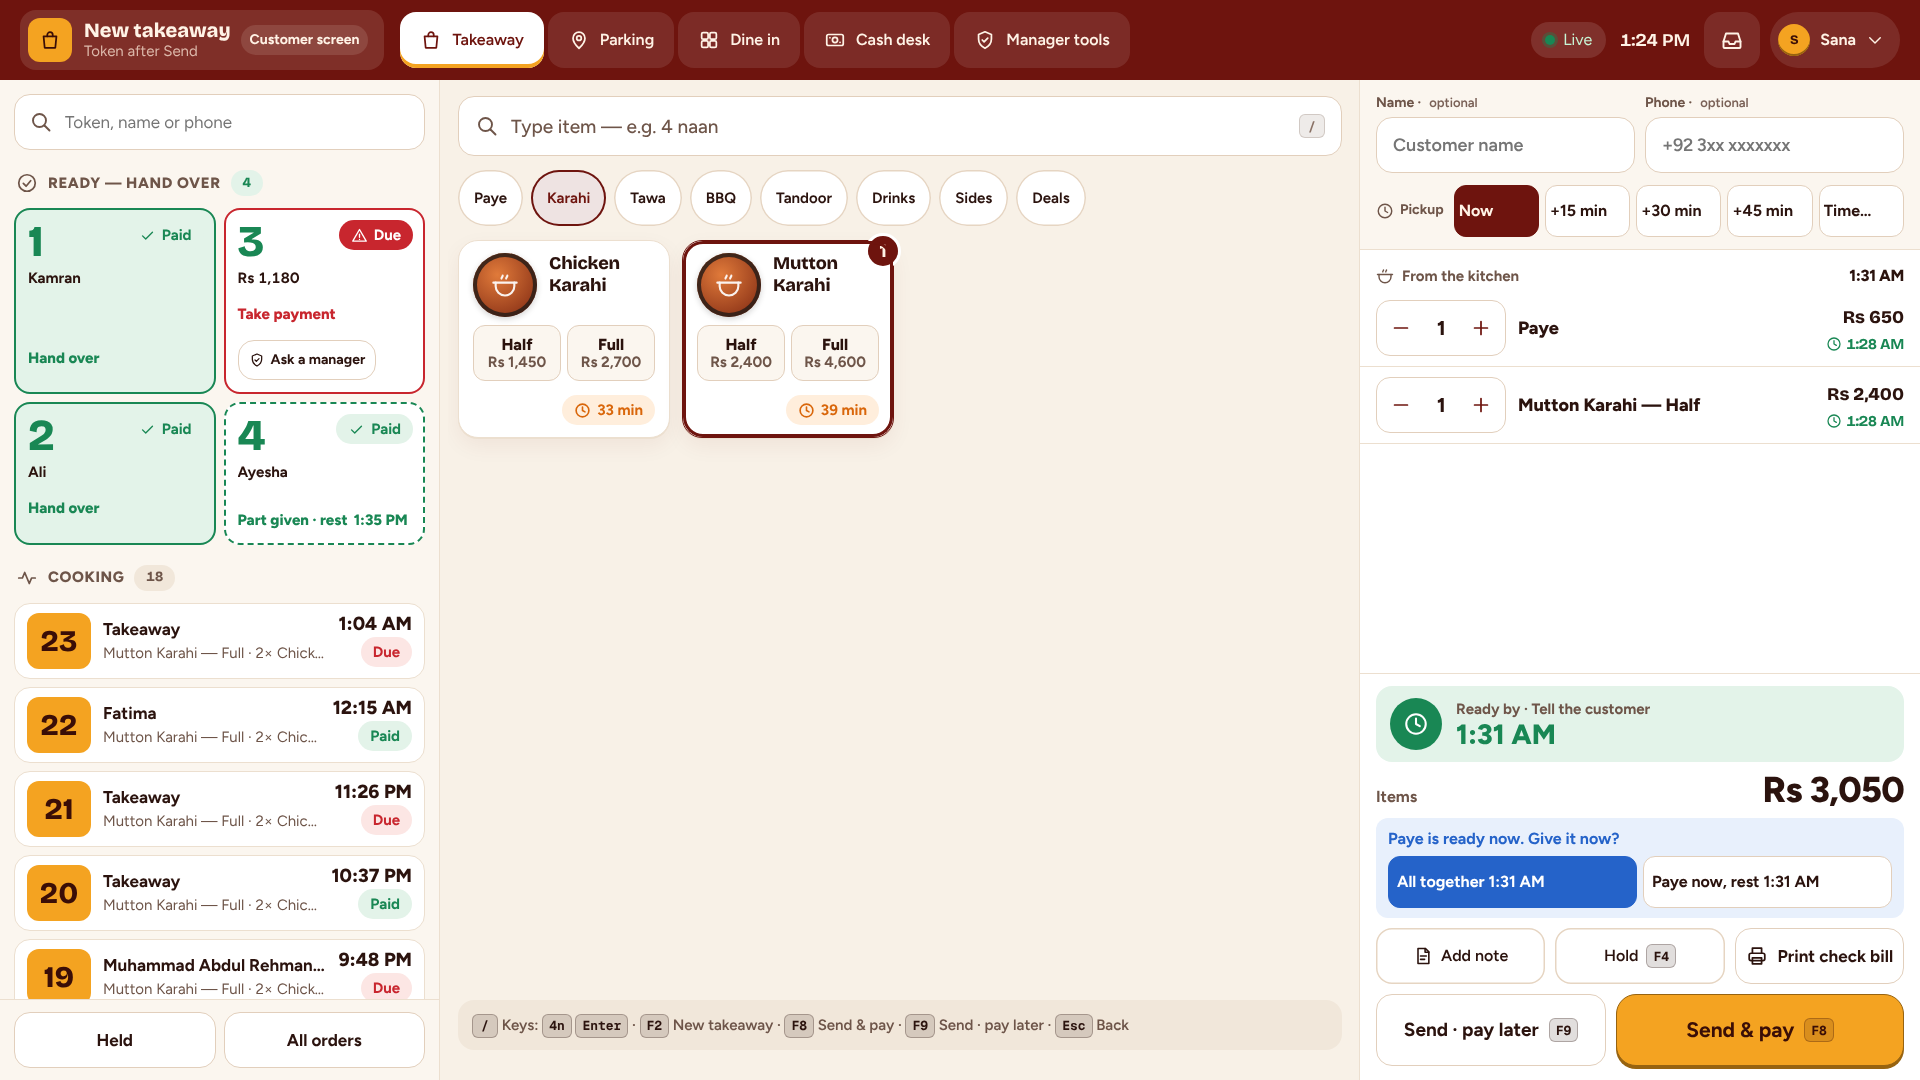 New takeaway
Token after Send
Customer screen
Takeaway
Parking
Dine in
Cash desk
Manager tools
Live
1:24 PM
S
Sana
Token, name or phone
READY — HAND OVER 4
1
Paid
Kamran
Hand over
3
Due
Rs 1,180
Take payment
Ask a manager
2
Paid
Ali
Hand over
4
Paid
Ayesha
Part given · rest 1:35 PM
COOKING 18
23
Takeaway
1:04 AM
Mutton Karahi — Full · 2× Chick...
Due
22
Fatima
12:15 AM
Mutton Karahi — Full · 2× Chic...
Paid
21
Takeaway
11:26 PM
Mutton Karahi — Full · 2× Chic...
Due
20
Takeaway
10:37 PM
Mutton Karahi — Full · 2× Chic...
Paid
19
Muhammad Abdul Rehman...
9:48 PM
Mutton Karahi — Full · 2× Chic...
Due
Held
All orders
Type item — e.g. 4 naan
/
Paye
Karahi
Tawa
BBQ
Tandoor
Drinks
Sides
Deals
Chicken
Karahi
Half
Rs 1,450
Full
Rs 2,700
33 min
1
Mutton
Karahi
Half
Rs 2,400
Full
Rs 4,600
39 min
/ Keys: 4n Enter · F2 New takeaway · F8 Send & pay · F9 Send · pay later · Esc Back
Name · optional
Customer name
Phone · optional
+92 3xx xxxxxxx
Pickup
Now
+15 min
+30 min
+45 min
Time...
From the kitchen
1:31 AM
1
Paye
Rs 650
1:28 AM
1
Mutton Karahi — Half
Rs 2,400
1:28 AM
Ready by · Tell the customer
1:31 AM
Items
Rs 3,050
Paye is ready now. Give it now?
All together 1:31 AM
Paye now, rest 1:31 AM
Add note
Hold F4
Print check bill
Send · pay later F9
Send & pay F8